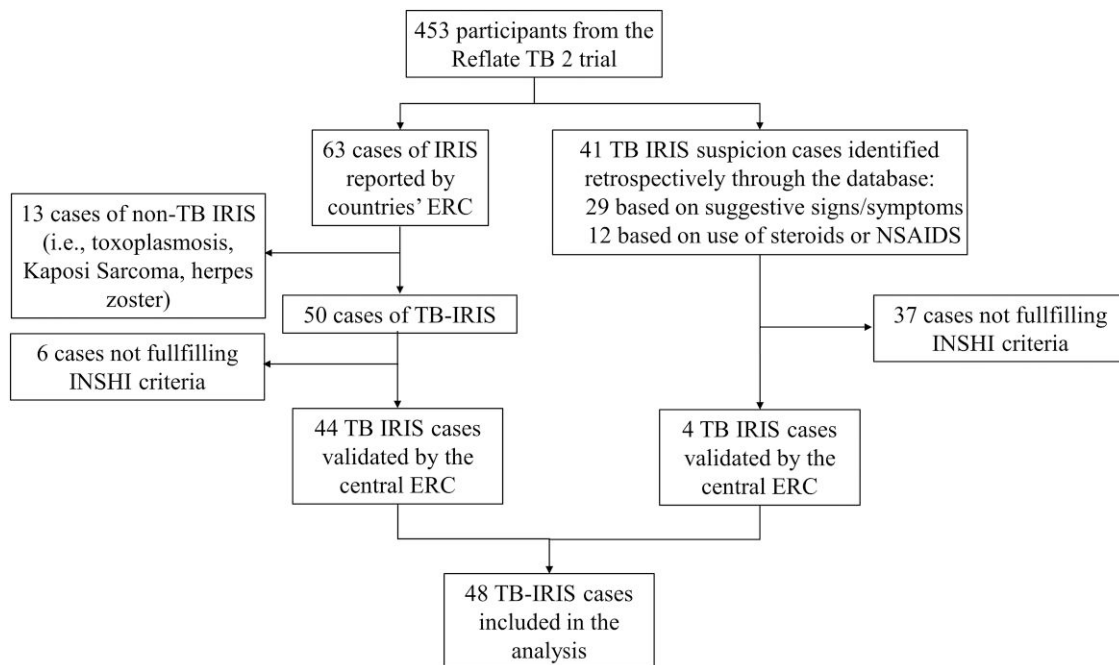 453 participants from the
Reflate TB 2 trial
63 cases of IRIS
reported by
countries' ERC
41 TB IRIS suspicion cases identified
retrospectively through the database:
29 based on suggestive signs/symptoms
12 based on use of steroids or NSAIDS
13 cases of non-TB IRIS
(i.e., toxoplasmosis,
Kaposi Sarcoma, herpes
zoster)
50 cases of TB-IRIS
37 cases not fullfilling
INSHI criteria
6 cases not fullfilling
INSHI criteria
44 TB IRIS cases
validated by the
central ERC
4 TB IRIS cases
validated by the
central ERC
48 TB-IRIS cases
included in the
analysis